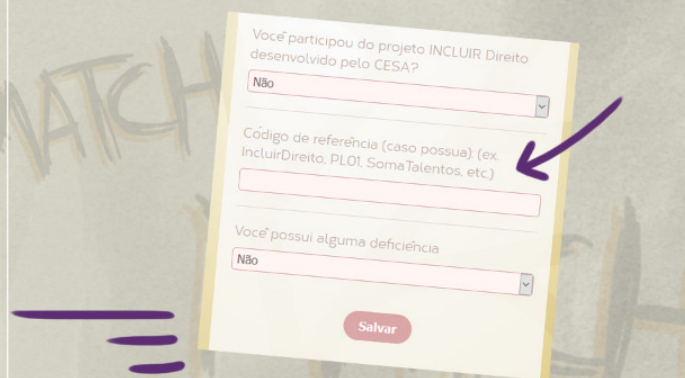 MATCH
Você participou do projeto INCLUIR Direito
desenvolvido pelo CESA?
Não
Código de referência (caso possua): (ex.
IncluirDireito, PL01, SomaTalentos, etc.)
Você possui alguma deficiência
Não
Salvar